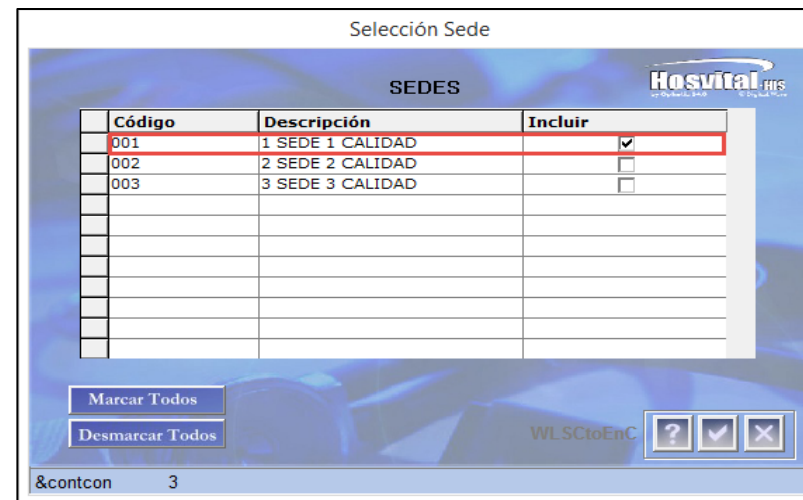 Selección Sede
SEDES
Hosvital HIS
Código Descripción Incluir
001 1 SEDE 1 CALIDAD
002 2 SEDE 2 CALIDAD
003 3 SEDE 3 CALIDAD
Marcar Todos
Desmarcar Todos
WLSCtoEnC
?
&contcon 3